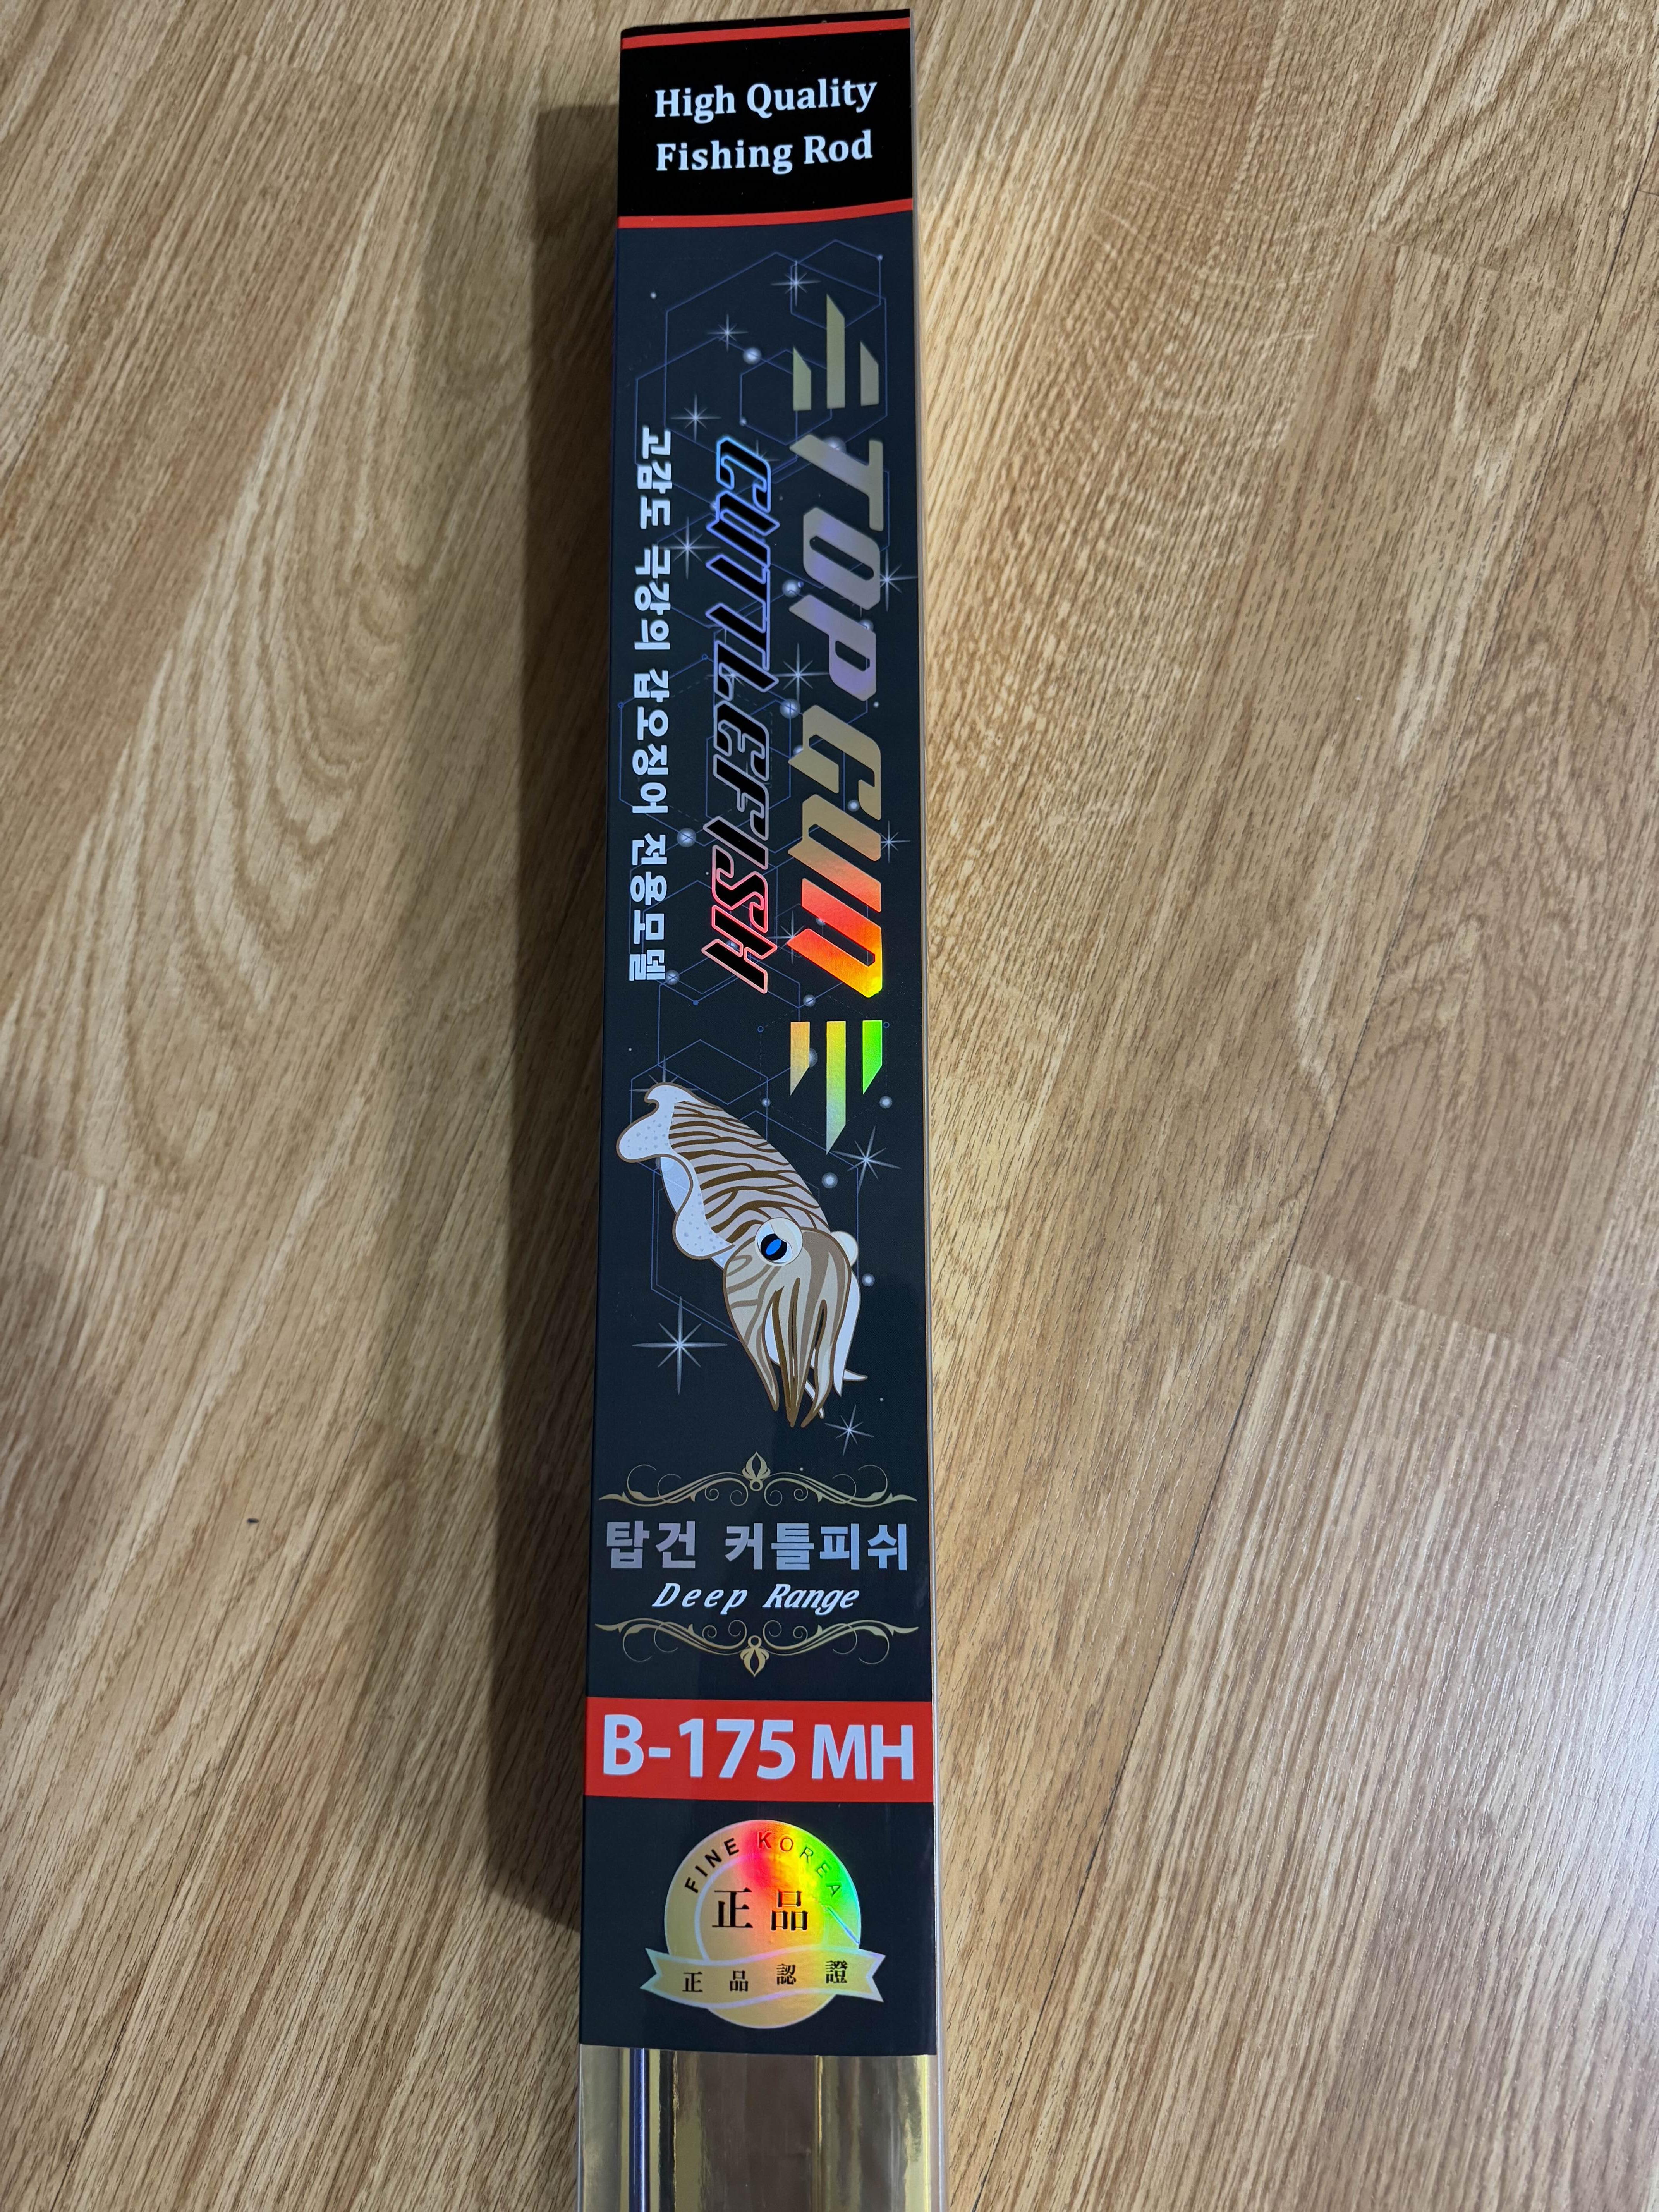 High Quality
Fishing Rod
TOP GUN
CUTTLEFISH
고감도 극강의 갑오징어 전용모델
탑건 커틀피쉬
Deep Range
B-175 MH
FINE KOREA
正品
正品認證